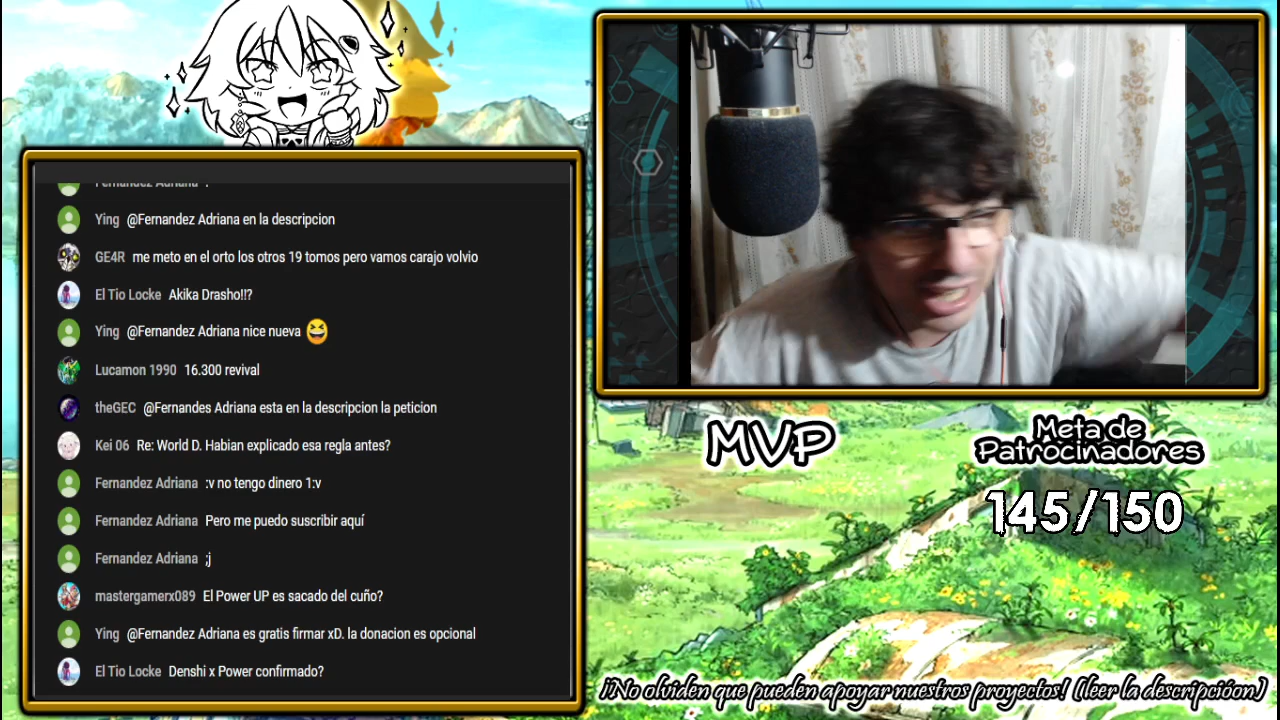 Fernandez Adriana :
Ying @Fernandez Adriana en la descripcion
GE4R me meto en el orto los otros 19 tomos pero vamos carajo volvio
El Tio Locke Akika Drasho!!?
Ying @Fernandez Adriana nice nueva 😆
Lucamon 1990 16.300 revival
theGEC @Fernandes Adriana esta en la descripcion la peticion
Kei 06 Re: World D. Habian explicado esa regla antes?
Fernandez Adriana :v no tengo dinero 1:v
Fernandez Adriana Pero me puedo suscribir aquí
Fernandez Adriana ;j
mastergamerx089 El Power UP es sacado del cuño?
Ying @Fernandez Adriana es gratis firmar xD. la donacion es opcional
El Tio Locke Denshi x Power confirmado?
MVP
Meta de
Patrocinadores
145/150
¡No olviden que pueden apoyar nuestros proyectos! (leer la descripcióon)